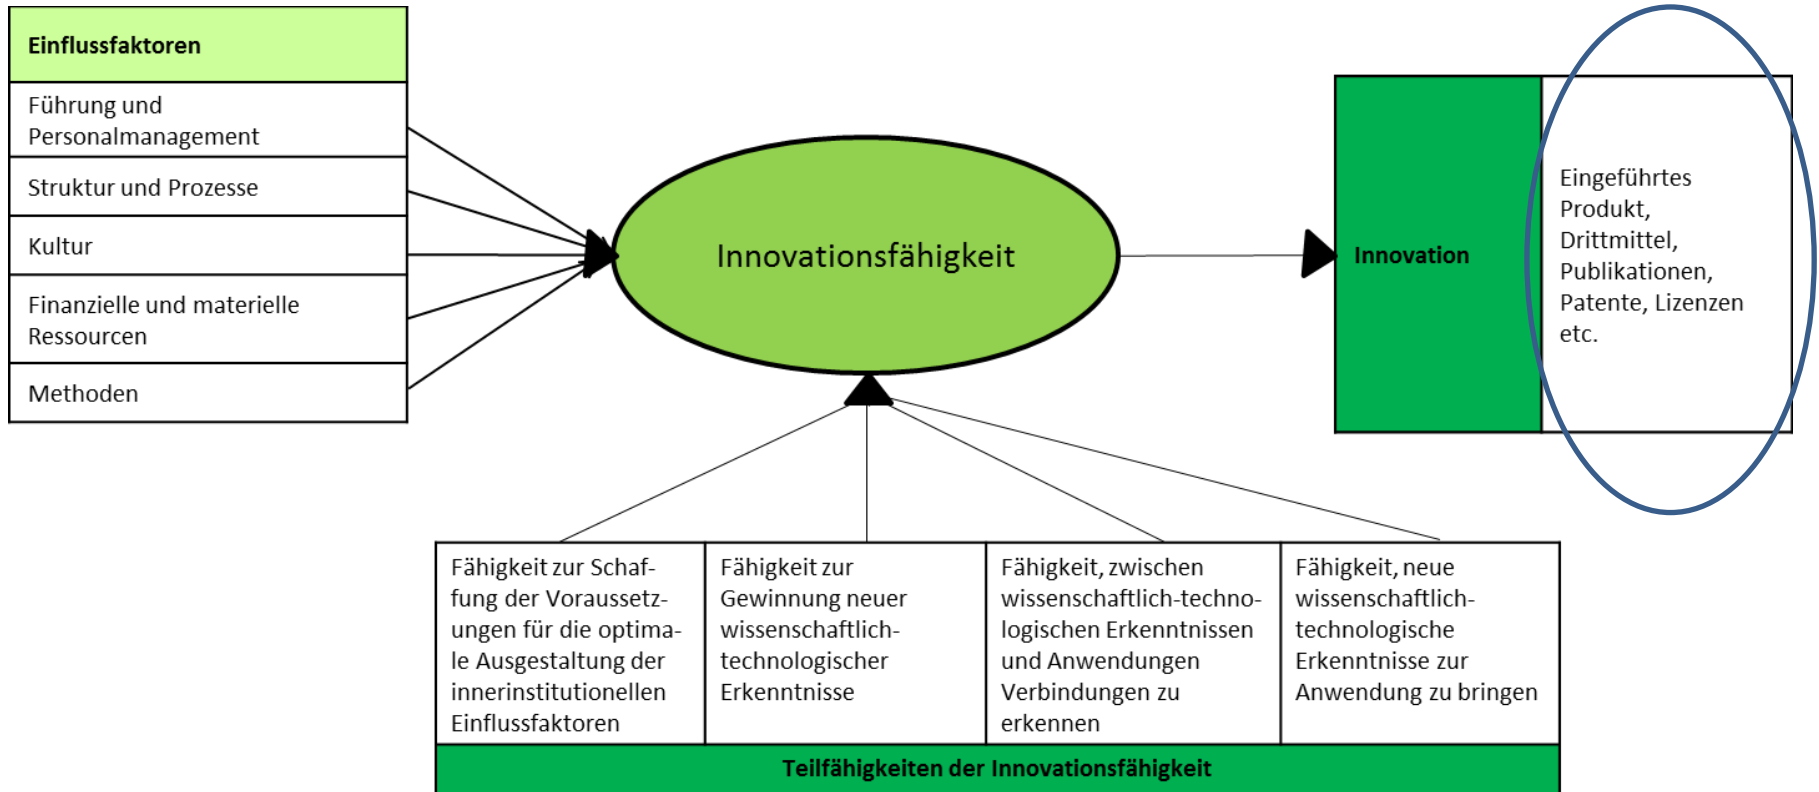 Einflussfaktoren
Führung und
Personalmanagement
Struktur und Prozesse
Kultur
Finanzielle und materielle
Ressourcen
Methoden
Innovationsfähigkeit
Innovation
Eingeführtes
Produkt,
Drittmittel,
Publikationen,
Patente, Lizenzen
etc.
Fähigkeit zur Schaf-
fung der Voraussetz-
ungen für die optima-
le Ausgestaltung der
innerinstitutionellen
Einflussfaktoren
Fähigkeit zur
Gewinnung neuer
wissenschaftlich-
technologischer
Erkenntnisse
Fähigkeit, zwischen
wissenschaftlich-techno-
logischen Erkenntnissen
und Anwendungen
Verbindungen zu
erkennen
Fähigkeit, neue
wissenschaftlich-
technologische
Erkenntnisse zur
Anwendung zu bringen
Teilfähigkeiten der Innovationsfähigkeit